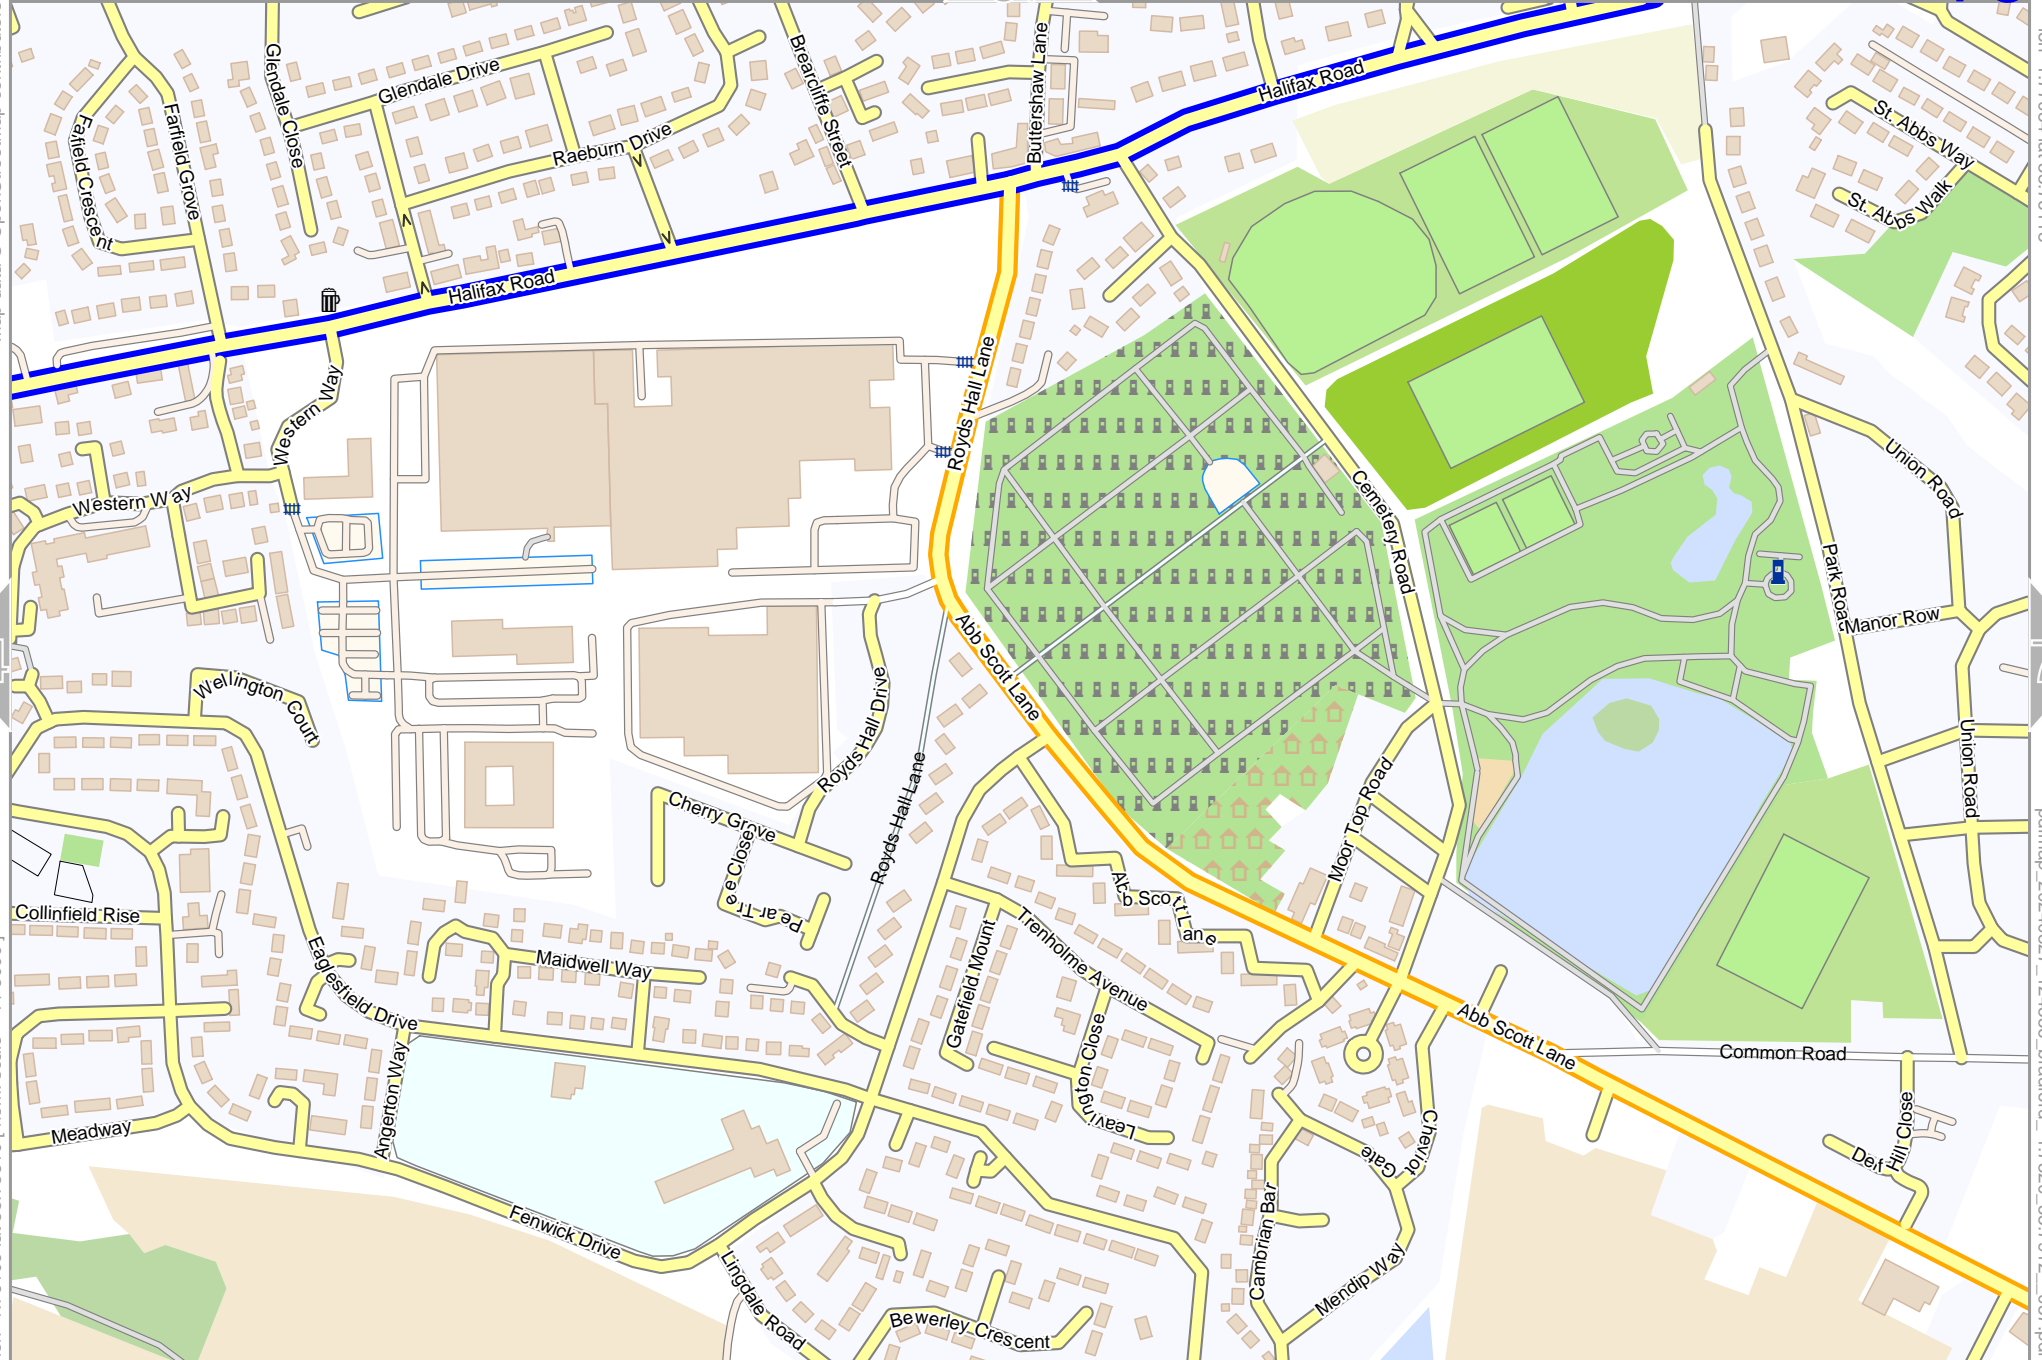 Glendale Close
Glendale Drive
Brearcliffe Street
Buttershaw Lane
Halifax Road
Farfield Crescent
Farfield Grove
Raeburn Drive
St. Abbs Way
St. Abbs Walk
Halifax Road
Western Way
Royds Hall Lane
Western Way
Cemetery Road
Union Road
Park Road
Manor Row
Abb Scott Lane
Wellington Court
Royds Hall Drive
Royds Hall Lane
Cherry Grove
Pear Tree Close
Moor Top Road
Union Road
Abb Scott Lane
Collinfield Rise
Eaglesfield Drive
Maidwell Way
Gatefield Mount
Trenholme Avenue
Abb Scott Lane
Common Road
Angerton Way
Leavington Close
Meadway
Cheviot Gate
Hill Close
Fenwick Drive
Cambrian Bar
Mendip Way
Lingdale Road
Bewerley Crescent